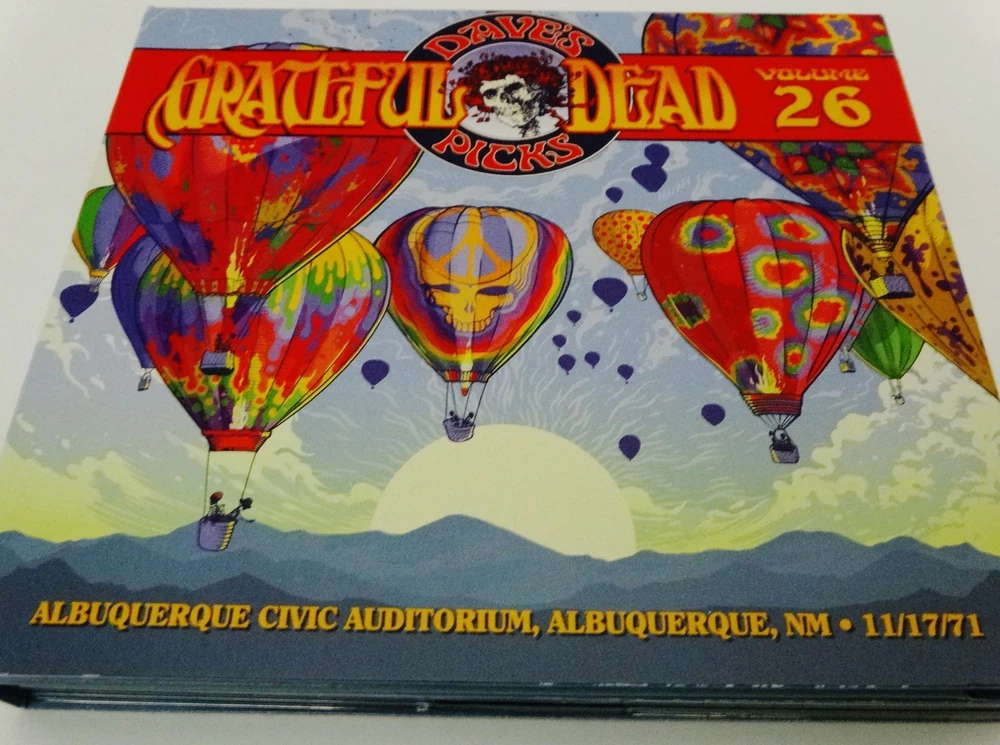 DAVE'S
GRATEFUL DEAD
PICKS
VOLUME
26
ALBUQUERQUE CIVIC AUDITORIUM, ALBUQUERQUE, NM • 11/17/71